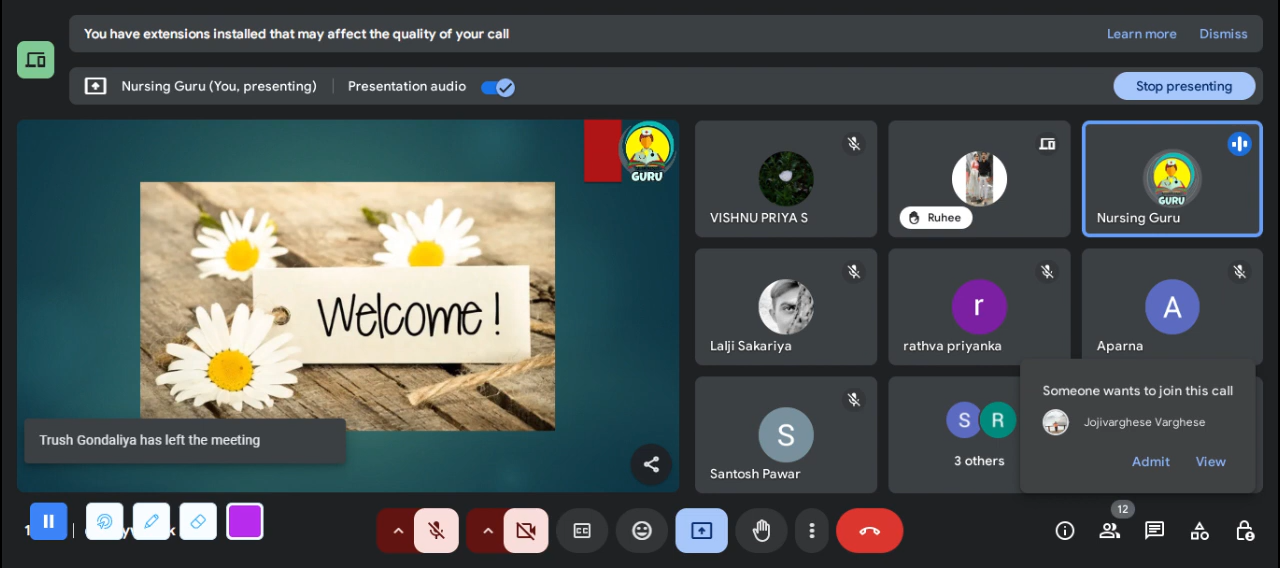 You have extensions installed that may affect the quality of your call
Learn more
Dismiss
Nursing Guru (You, presenting)
Presentation audio
Stop presenting
GURU
Welcome!
Trush Gondaliya has left the meeting
VISHNU PRIYA S
Ruhee
GURU
Nursing Guru
Lalji Sakariya
r
rathva priyanka
A
Aparna
S
Santosh Pawar
S R
3 others
Someone wants to join this call
Jojivarghese Varghese
Admit
View
CC
12